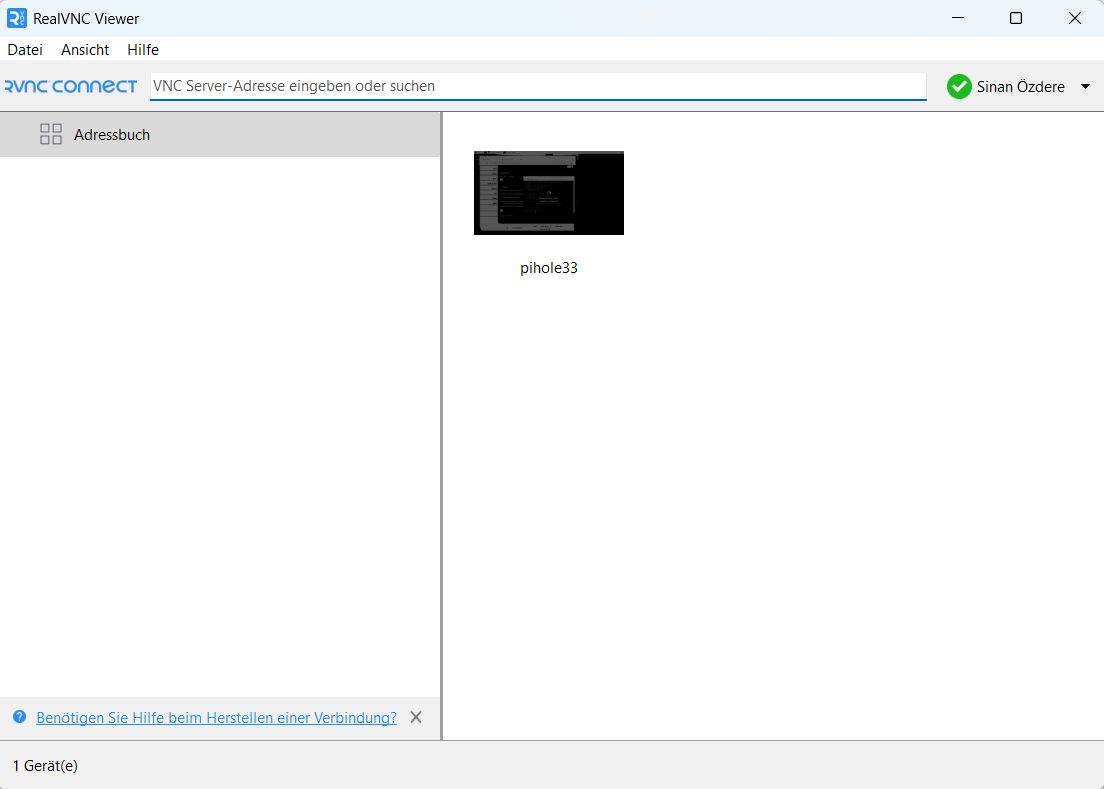 RealVNC Viewer
Datei Ansicht Hilfe
RVNC CONNECT
VNC Server-Adresse eingeben oder suchen
Sinan Özdere
Adressbuch
pihole33
Benötigen Sie Hilfe beim Herstellen einer Verbindung?
1 Gerät(e)